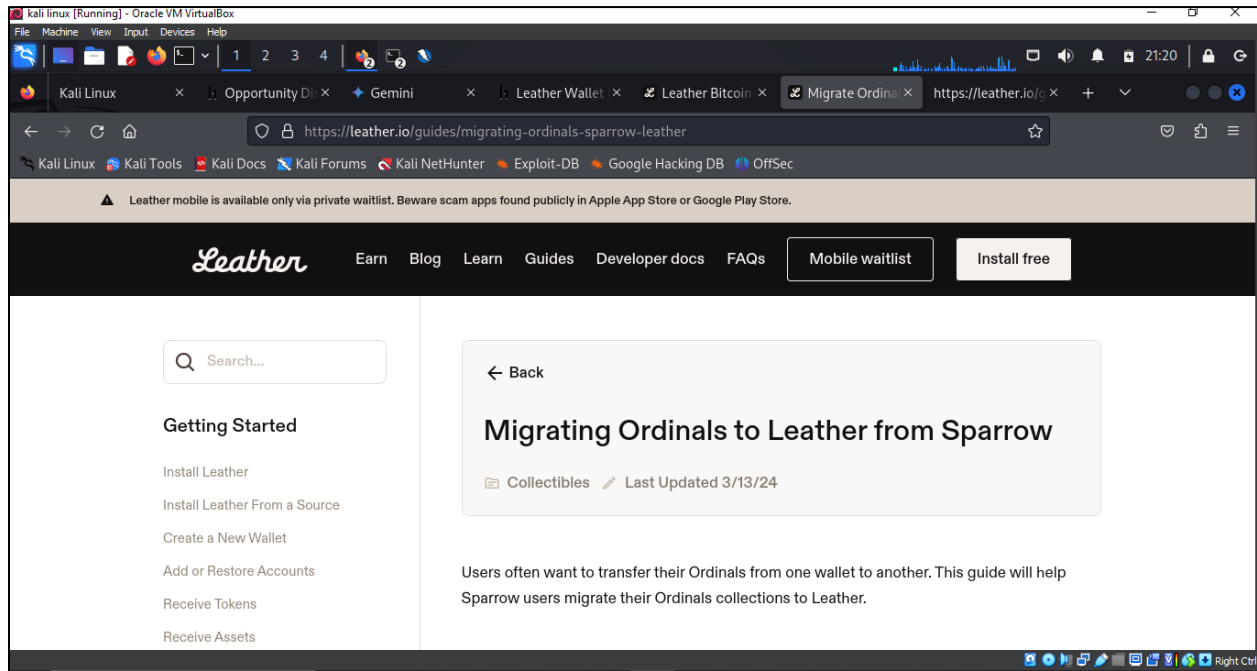 kali linux [Running] - Oracle VM VirtualBox
File Machine View Input Devices Help
1 2 3 4
2
2
21:20
Kali Linux
Opportunity Di
Gemini
Leather Wallet
Leather Bitcoin
Migrate Ordina
https://leather.io/g
https://leather.io/guides/migrating-ordinals-sparrow-leather
Kali Linux Kali Tools Kali Docs Kali Forums Kali NetHunter Exploit-DB Google Hacking DB OffSec
Leather mobile is available only via private waitlist. Beware scam apps found publicly in Apple App Store or Google Play Store.
Leather Earn Blog Learn Guides Developer docs FAQs Mobile waitlist Install free
Search...
Getting Started
Install Leather
Install Leather From a Source
Create a New Wallet
Add or Restore Accounts
Receive Tokens
Receive Assets
← Back
Migrating Ordinals to Leather from Sparrow
Collectibles Last Updated 3/13/24
Users often want to transfer their Ordinals from one wallet to another. This guide will help
Sparrow users migrate their Ordinals collections to Leather.
Right Ctrl